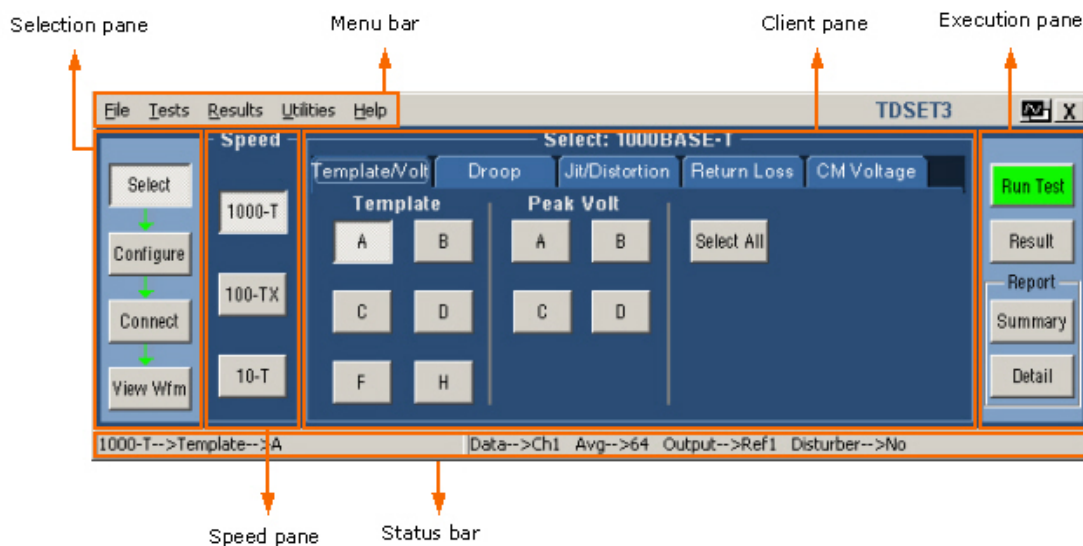 Selection pane
Menu bar
Client pane
Execution pane
File Tests Results Utilities Help
TDSET3
X
Speed
Select: 1000BASE-T
Template/Volt Droop Jit/Distortion Return Loss CM Voltage
Select
Configure
Connect
View Wfm
1000-T
100-TX
10-T
Template
A B
C D
F H
Peak Volt
A B
C D
Select All
Run Test
Result
Report
Summary
Detail
1000-T-->Template-->A
Data-->Ch1 Avg-->64 Output-->Ref1 Disturber-->No
Speed pane
Status bar